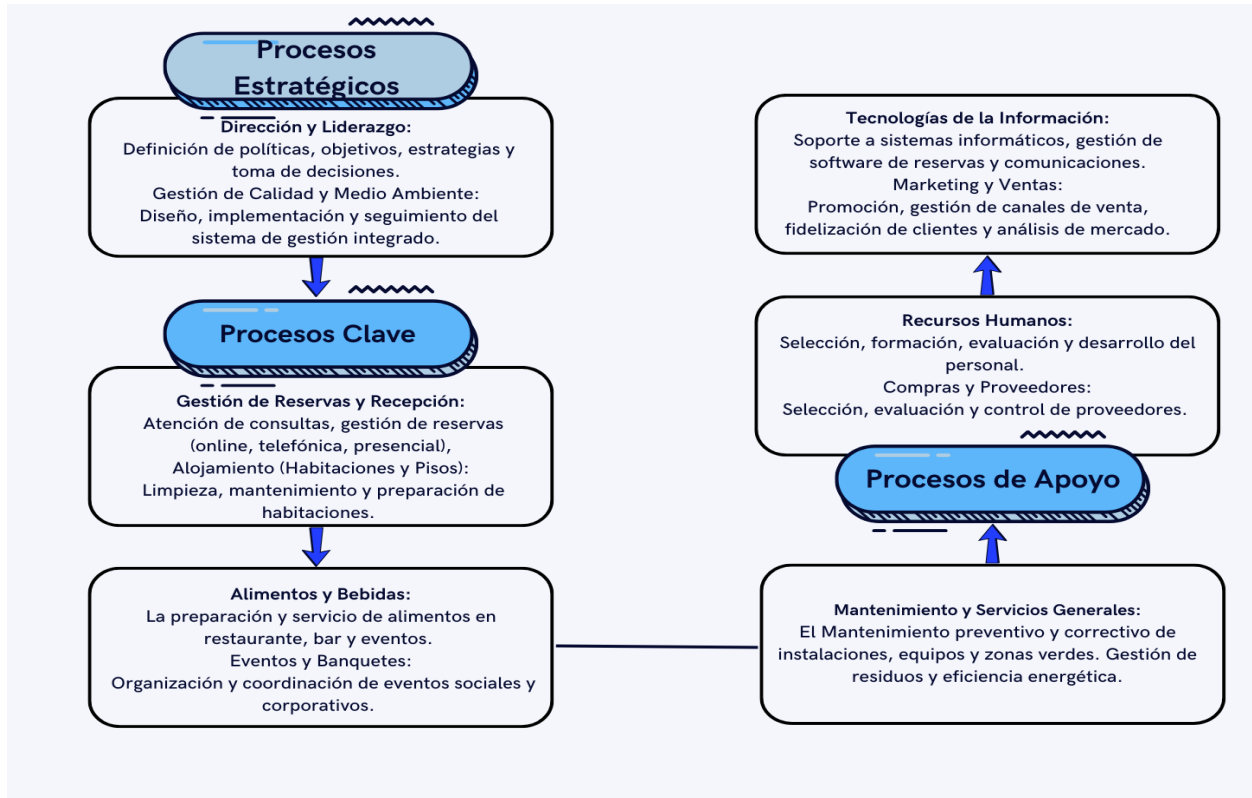 Procesos
Estratégicos
Dirección y Liderazgo:
Definición de políticas, objetivos, estrategias y
toma de decisiones.
Gestión de Calidad y Medio Ambiente:
Diseño, implementación y seguimiento del
sistema de gestión integrado.
Procesos Clave
Gestión de Reservas y Recepción:
Atención de consultas, gestión de reservas
(online, telefónica, presencial),
Alojamiento (Habitaciones y Pisos):
Limpieza, mantenimiento y preparación de
habitaciones.
Alimentos y Bebidas:
La preparación y servicio de alimentos en
restaurante, bar y eventos.
Eventos y Banquetes:
Organización y coordinación de eventos sociales y
corporativos.
Tecnologías de la Información:
Soporte a sistemas informáticos, gestión de
software de reservas y comunicaciones.
Marketing y Ventas:
Promoción, gestión de canales de venta,
fidelización de clientes y análisis de mercado.
Recursos Humanos:
Selección, formación, evaluación y desarrollo del
personal.
Compras y Proveedores:
Selección, evaluación y control de proveedores.
Procesos de Apoyo
Mantenimiento y Servicios Generales:
El Mantenimiento preventivo y correctivo de
instalaciones, equipos y zonas verdes. Gestión de
residuos y eficiencia energética.